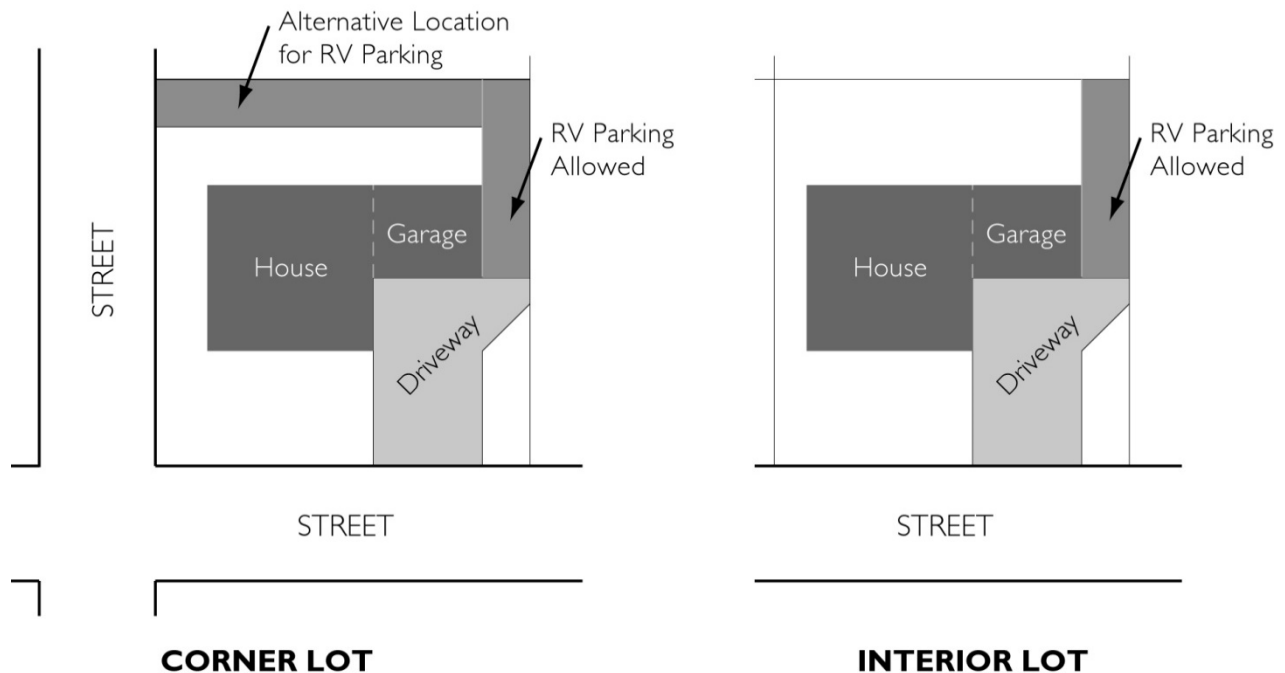 Alternative Location
for RV Parking
RV Parking
Allowed
STREET
House
Garage
Driveway
STREET
CORNER LOT
RV Parking
Allowed
House
Garage
Driveway
STREET
INTERIOR LOT